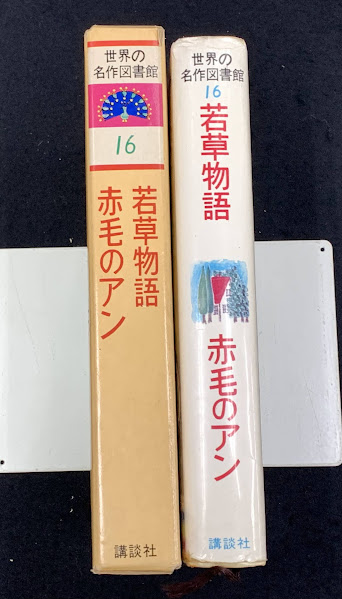 世界の
名作図書館
16
若草物語
赤毛のアン
講談社
世界の
名作図書館
16
若草物語
赤毛のアン
講談社